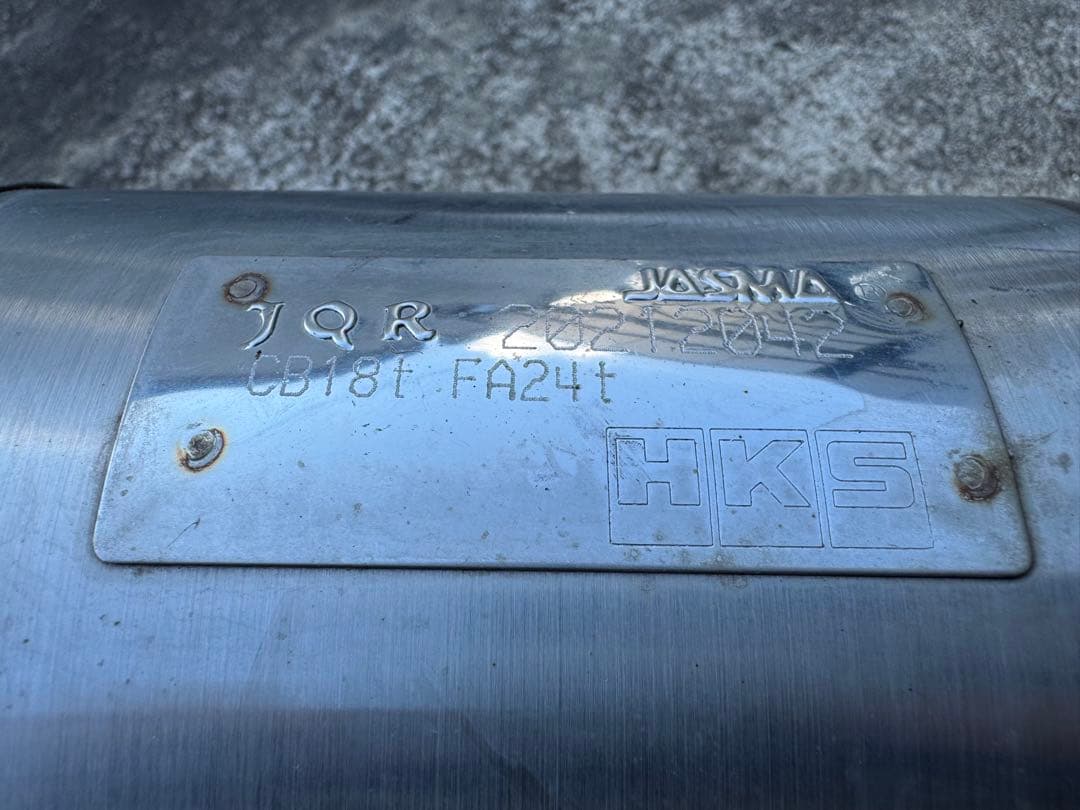 JASMA ®
JQR 20212042
CB18t FA24t
HKS